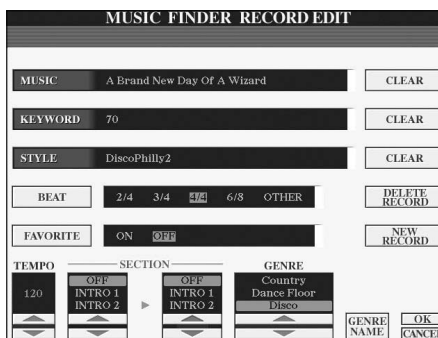 MUSIC FINDER RECORD EDIT
MUSIC A Brand New Day Of A Wizard CLEAR
KEYWORD 70 CLEAR
STYLE DiscoPhilly2 CLEAR
BEAT 2/4 3/4 4/4 6/8 OTHER DELETE RECORD
FAVORITE ON OFF NEW RECORD
TEMPO SECTION GENRE
120 OFF OFF Country
INTRO 1 INTRO 1 Dance Floor
INTRO 2 INTRO 2 Disco
GENRE NAME OK
CANCEL